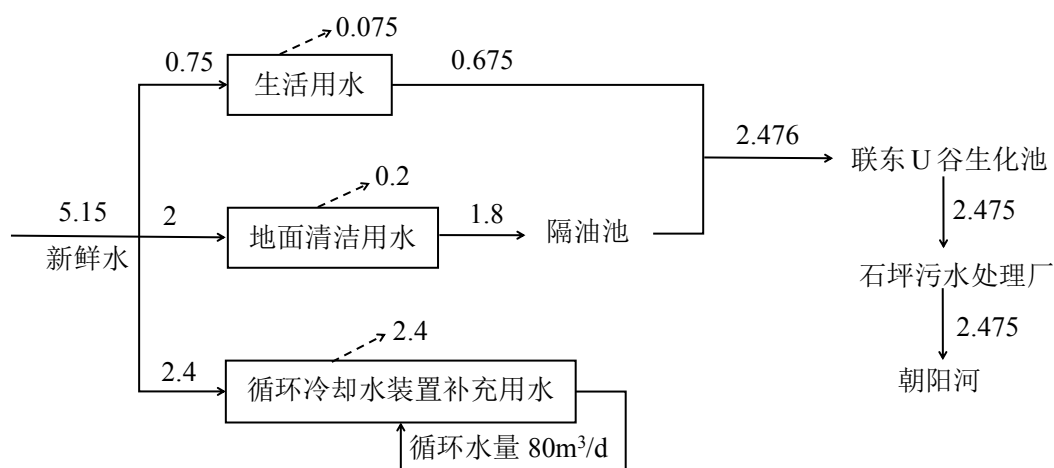 0.075
0.75
生活用水
0.675
2.476
联东 U 谷生化池
0.2
5.15
2
地面清洁用水
1.8
隔油池
2.475
新鲜水
石坪污水处理厂
2.4
2.475
2.4
循环冷却水装置补充用水
朝阳河
循环水量 80m³/d